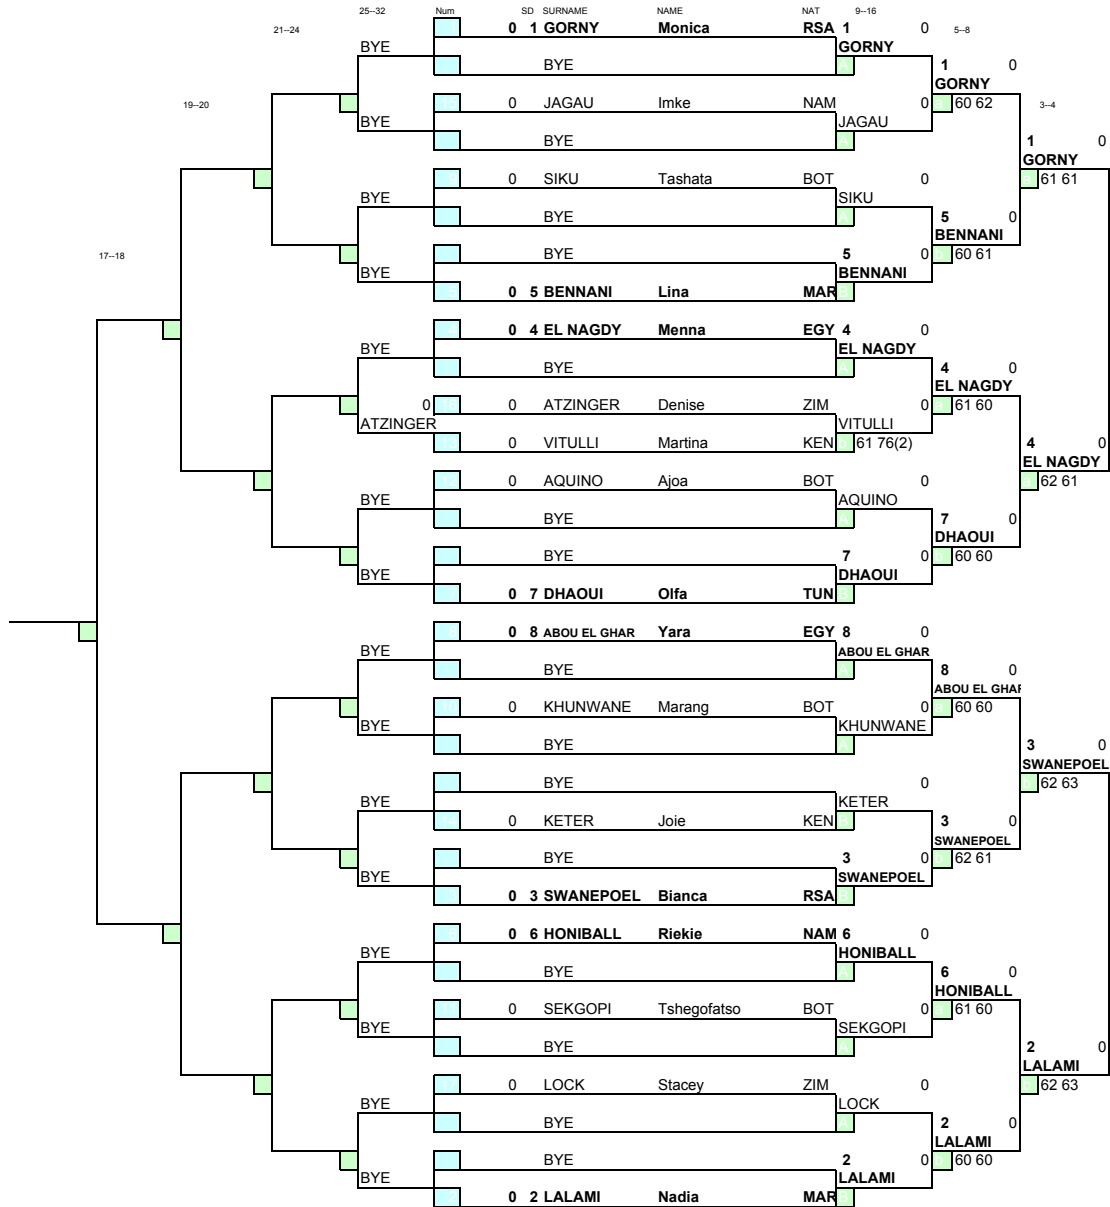 25--32 Num SD SURNAME NAME NAT 9--16
21--24 0 1 GORNY Monica RSA 1 0 5--8
BYE GORNY
BYE A 1 0
GORNY
19--20 0 JAGAU Imke NAM 0 a 60 62 3--4
BYE JAGAU
BYE A 1 0
GORNY
0 SIKU Tashata BOT 0 a 61 61
BYE SIKU
BYE A 5 0
BENNANI
17--18 BYE 5 0 60 61
BYE BENNANI
0 5 BENNANI Lina MAR B
0 4 EL NAGDY Menna EGY 4 0
BYE EL NAGDY
BYE A 4 0
EL NAGDY
0 0 ATZINGER Denise ZIM 0 a 61 60
ATZINGER VITULLI
13 0 VITULLI Martina KEN b 61 76(2) 4 0
EL NAGDY
12 0 AQUINO Ajoa BOT 0 a 62 61
BYE AQUINO
BYE A 7 0
DHAOUI
BYE 7 0 b 60 60
BYE DHAOUI
7 0 7 DHAOUI Olfa TUN B
0 8 ABOU EL GHAR Yara EGY 8 0
BYE ABOU EL GHAR
BYE A 8 0
ABOU EL GHAR
10 0 KHUNWANE Marang BOT 0 a 60 60
BYE KHUNWANE
BYE A 3 0
SWANEPOEL
BYE 0 b 62 63
BYE KETER
14 0 KETER Joie KEN B 3 0
SWANEPOEL
BYE 3 0 b 62 61
BYE SWANEPOEL
3 0 3 SWANEPOEL Bianca RSA B
0 6 HONIBALL Riekie NAM 6 0
BYE HONIBALL
BYE A 6 0
HONIBALL
11 0 SEKGOPI Tshegofatso BOT 0 a 61 60
BYE SEKGOPI
BYE A 2 0
LALAMI
17 0 LOCK Stacey ZIM 0 b 62 63
BYE LOCK
BYE A 2 0
LALAMI
BYE 2 0 b 60 60
BYE LALAMI
2 0 2 LALAMI Nadia MAR B